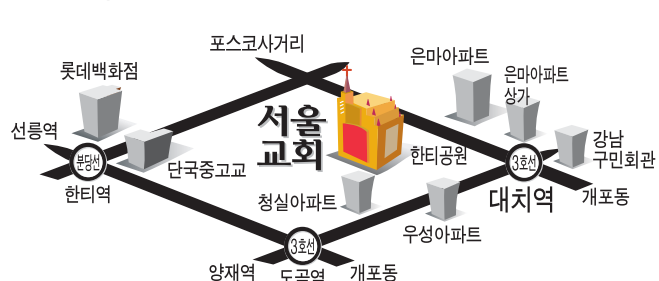 포스코사거리
은마아파트
롯데백화점
은마아파트
상가
선릉역
분당선
단국중고교
서울
교회
한티공원
3호선
강남
구민회관
한티역
청실아파트
대치역
개포동
우성아파트
3호선
양재역
도곡역
개포동